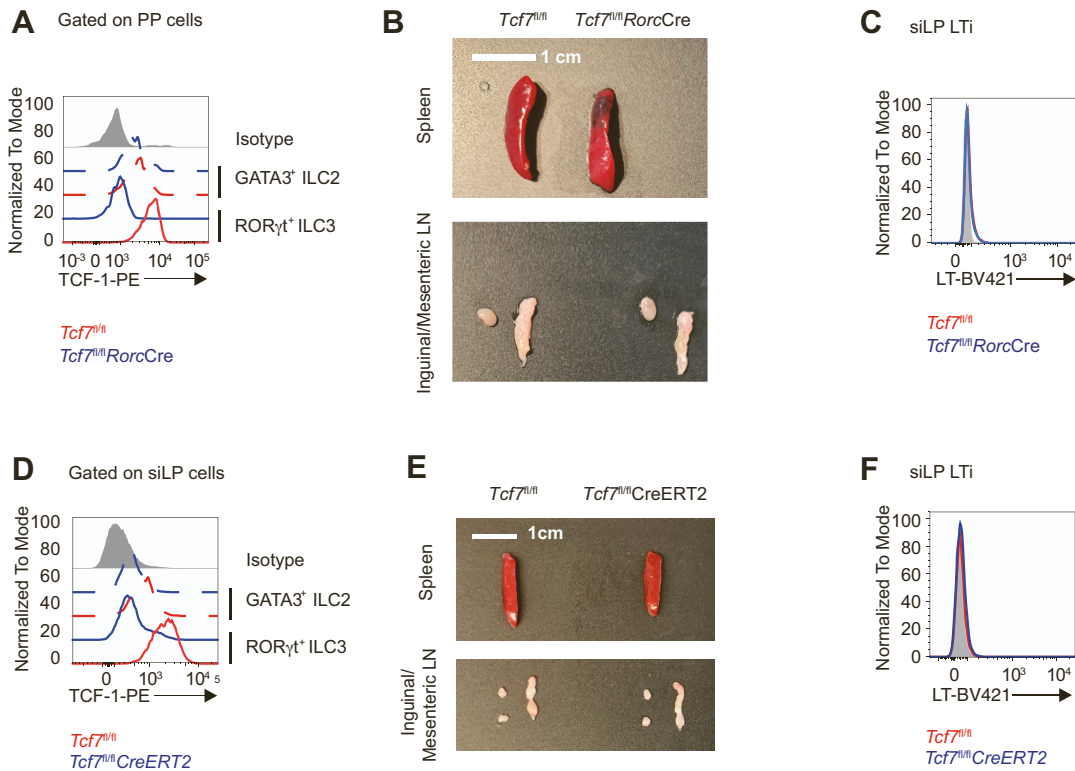 A Gated on PP cells
Normalized To Mode
100
80
60
40
20
0
10-3 0 10³ 10⁴ 10⁵
TCF-1-PE
Isotype
GATA3⁺ ILC2
RORγt⁺ ILC3
Tcf7fl/fl
Tcf7fl/flRorcCre
B
Tcf7fl/fl Tcf7fl/flRorcCre
1 cm
Spleen
Inguinal/Mesenteric LN
C siLP LTi
Normalized To Mode
100
80
60
40
20
0
0 10³ 10⁴
LT-BV421
Tcf7fl/fl
Tcf7fl/flRorcCre
D Gated on siLP cells
Normalized To Mode
100
80
60
40
20
0
0 10³ 10⁴ 5
TCF-1-PE
Isotype
GATA3⁺ ILC2
RORγt⁺ ILC3
Tcf7fl/fl
Tcf7fl/flCreERT2
E
Tcf7fl/fl Tcf7fl/flCreERT2
1cm
Spleen
Inguinal/
Mesenteric LN
F siLP LTi
Normalized To Mode
100
80
60
40
20
0
0 10³ 10⁴
LT-BV421
Tcf7fl/fl
Tcf7fl/flCreERT2